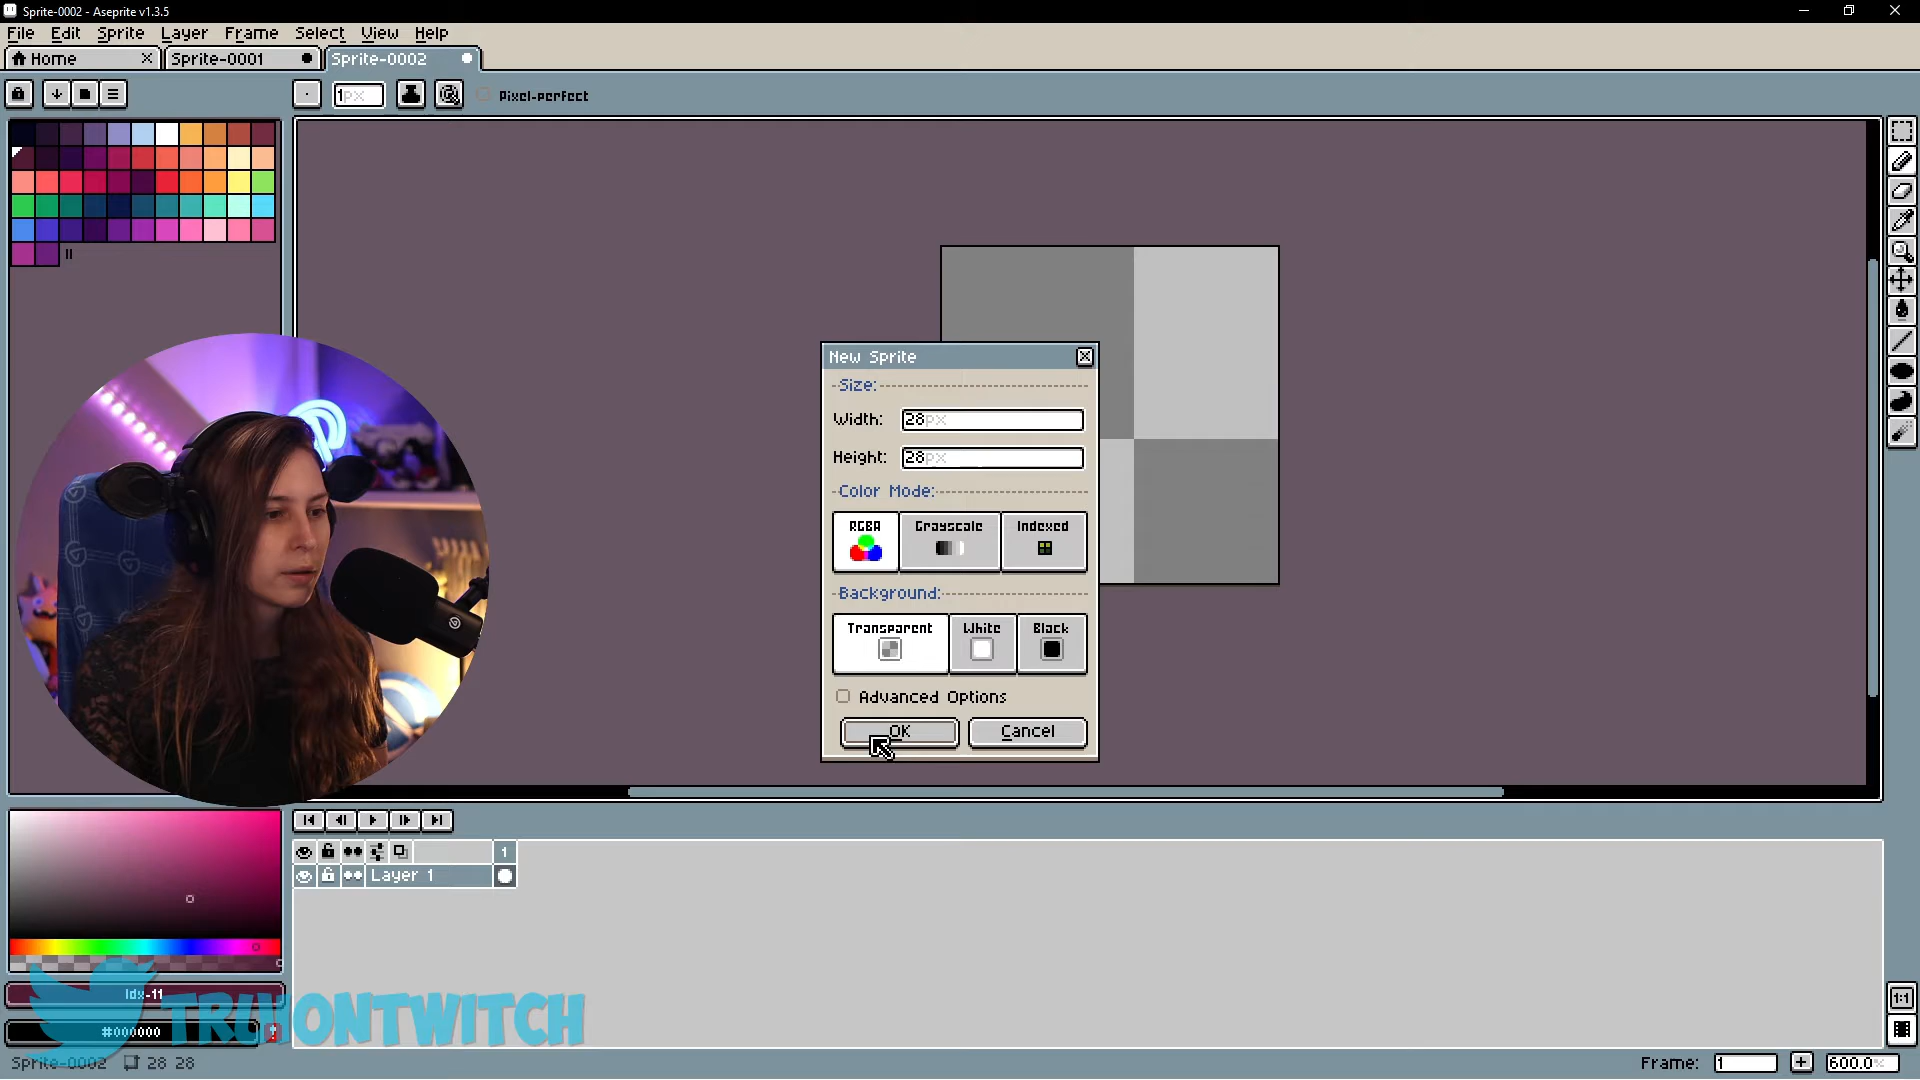 Sprite-0002 - Aseprite v1.3.5
File Edit Sprite Layer Frame Select View Help
Home Sprite-0001 Sprite-0002
1px Pixel-perfect
New Sprite
Size:
Width: 28px
Height: 28px
Color Mode:
RGBA Grayscale Indexed
Background:
Transparent White Black
Advanced Options
OK Cancel
1
Layer 1
Idx-11
#000000
Sprite-0002 28 28
Frame: 1 600.0%
1:1